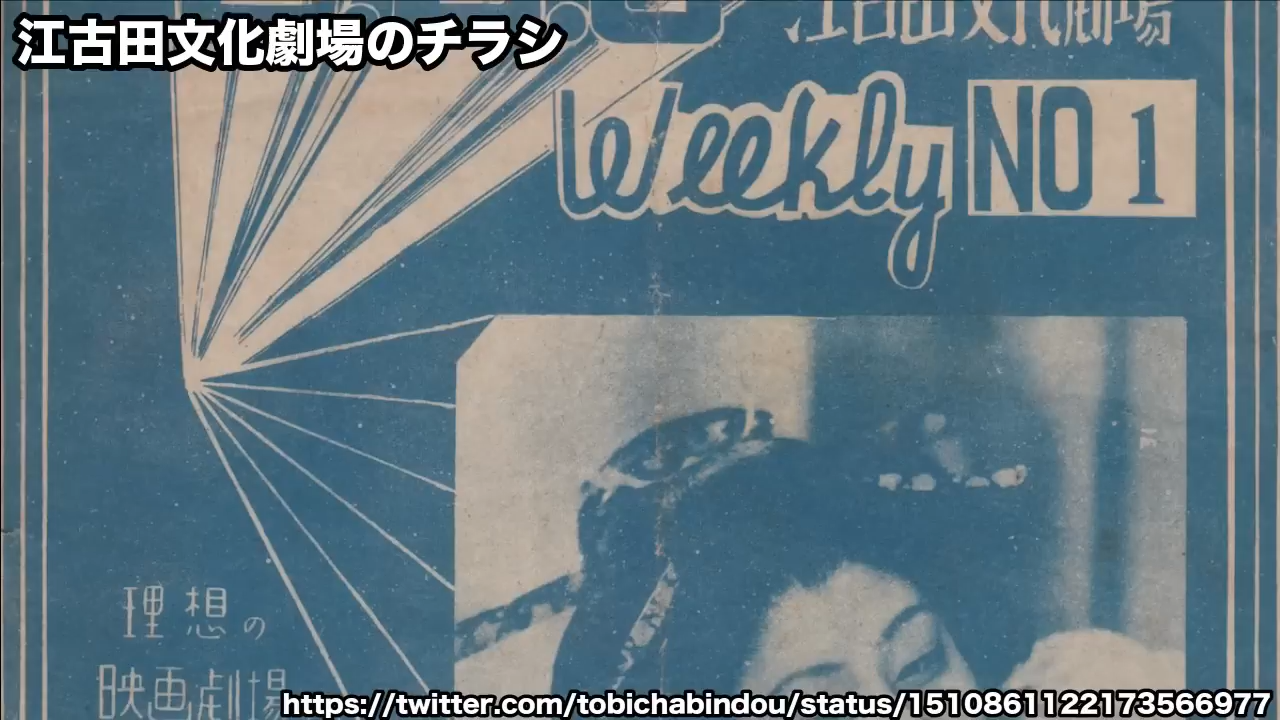 江古田文化劇場のチラシ
江古田文化劇場
Weekly NO 1
理想の
映画劇場
https://twitter.com/tobichabindou/status/1510861122173566977